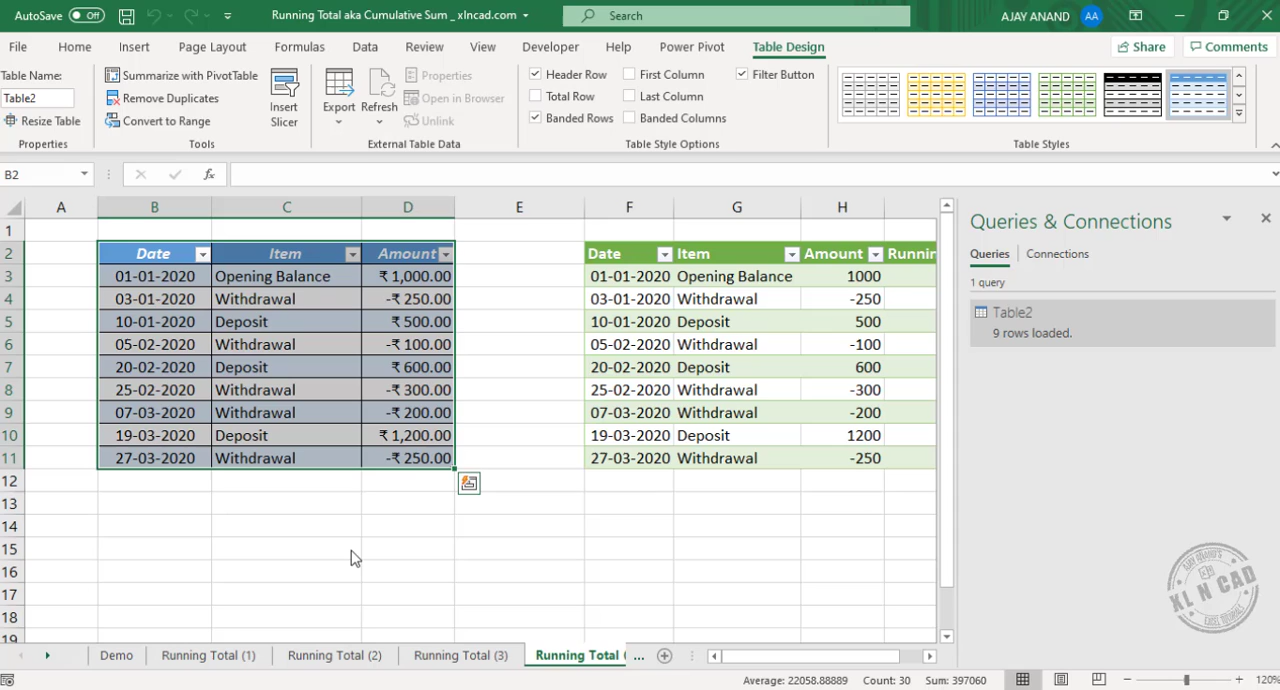 AutoSave Off Running Total aka Cumulative Sum _ xlncad.com Search AJAY ANAND AA
File Home Insert Page Layout Formulas Data Review View Developer Help Power Pivot Table Design Share Comments
Table Name:
Table2
Resize Table
Properties
Summarize with PivotTable
Remove Duplicates
Convert to Range
Insert
Slicer
Tools
Export
Refresh
Properties
Open in Browser
Unlink
External Table Data
Header Row First Column Filter Button
Total Row Last Column
Banded Rows Banded Columns
Table Style Options
Table Styles
B2 fx
A B C D E F G H
1
2 Date Item Amount Date Item Amount Runnin
3 01-01-2020 Opening Balance ₹ 1,000.00 01-01-2020 Opening Balance 1000
4 03-01-2020 Withdrawal -₹ 250.00 03-01-2020 Withdrawal -250
5 10-01-2020 Deposit ₹ 500.00 10-01-2020 Deposit 500
6 05-02-2020 Withdrawal -₹ 100.00 05-02-2020 Withdrawal -100
7 20-02-2020 Deposit ₹ 600.00 20-02-2020 Deposit 600
8 25-02-2020 Withdrawal -₹ 300.00 25-02-2020 Withdrawal -300
9 07-03-2020 Withdrawal -₹ 200.00 07-03-2020 Withdrawal -200
10 19-03-2020 Deposit ₹ 1,200.00 19-03-2020 Deposit 1200
11 27-03-2020 Withdrawal -₹ 250.00 27-03-2020 Withdrawal -250
12
13
14
15
16
17
18
19
Queries & Connections
Queries Connections
1 query
Table2
9 rows loaded.
AJAY ANAND'S
XL N CAD
EXCEL TUTORIALS
Demo Running Total (1) Running Total (2) Running Total (3) Running Total ( ...
Average: 22058.88889 Count: 30 Sum: 397060 120%